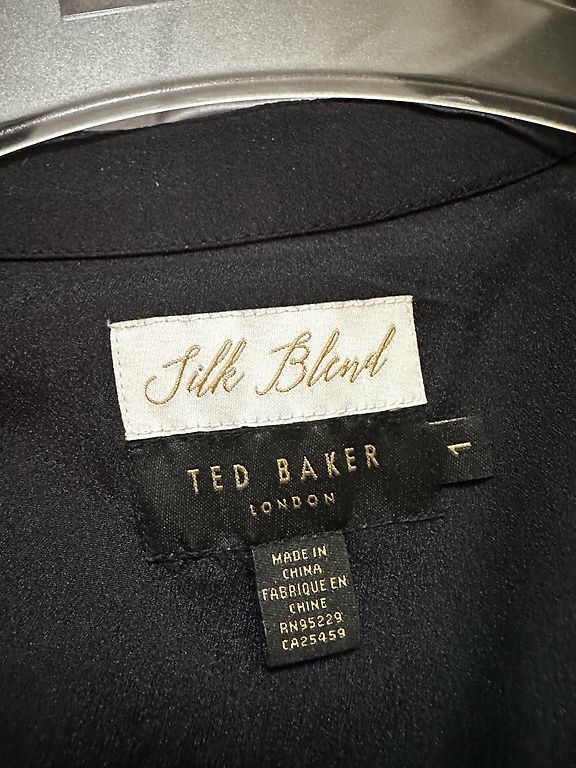 Silk Blend
TED BAKER
LONDON
1
MADE IN
CHINA
FABRIQUE EN
CHINE
RN95229
CA25459